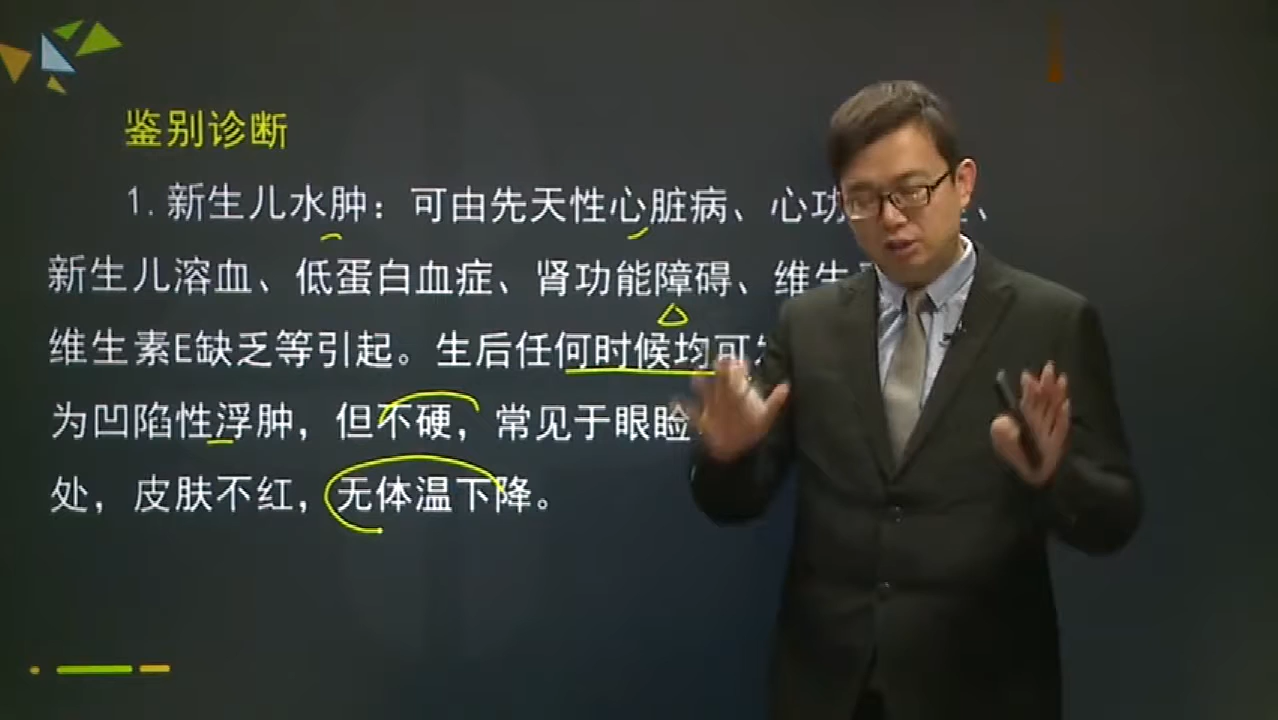 鉴别诊断
1.新生儿水肿：可由先天性心脏病、心功、
新生儿溶血、低蛋白血症、肾功能障碍、维生
维生素E缺乏等引起。生后任何时候均可
为凹陷性浮肿，但不硬，常见于眼睑
处，皮肤不红，无体温下降。